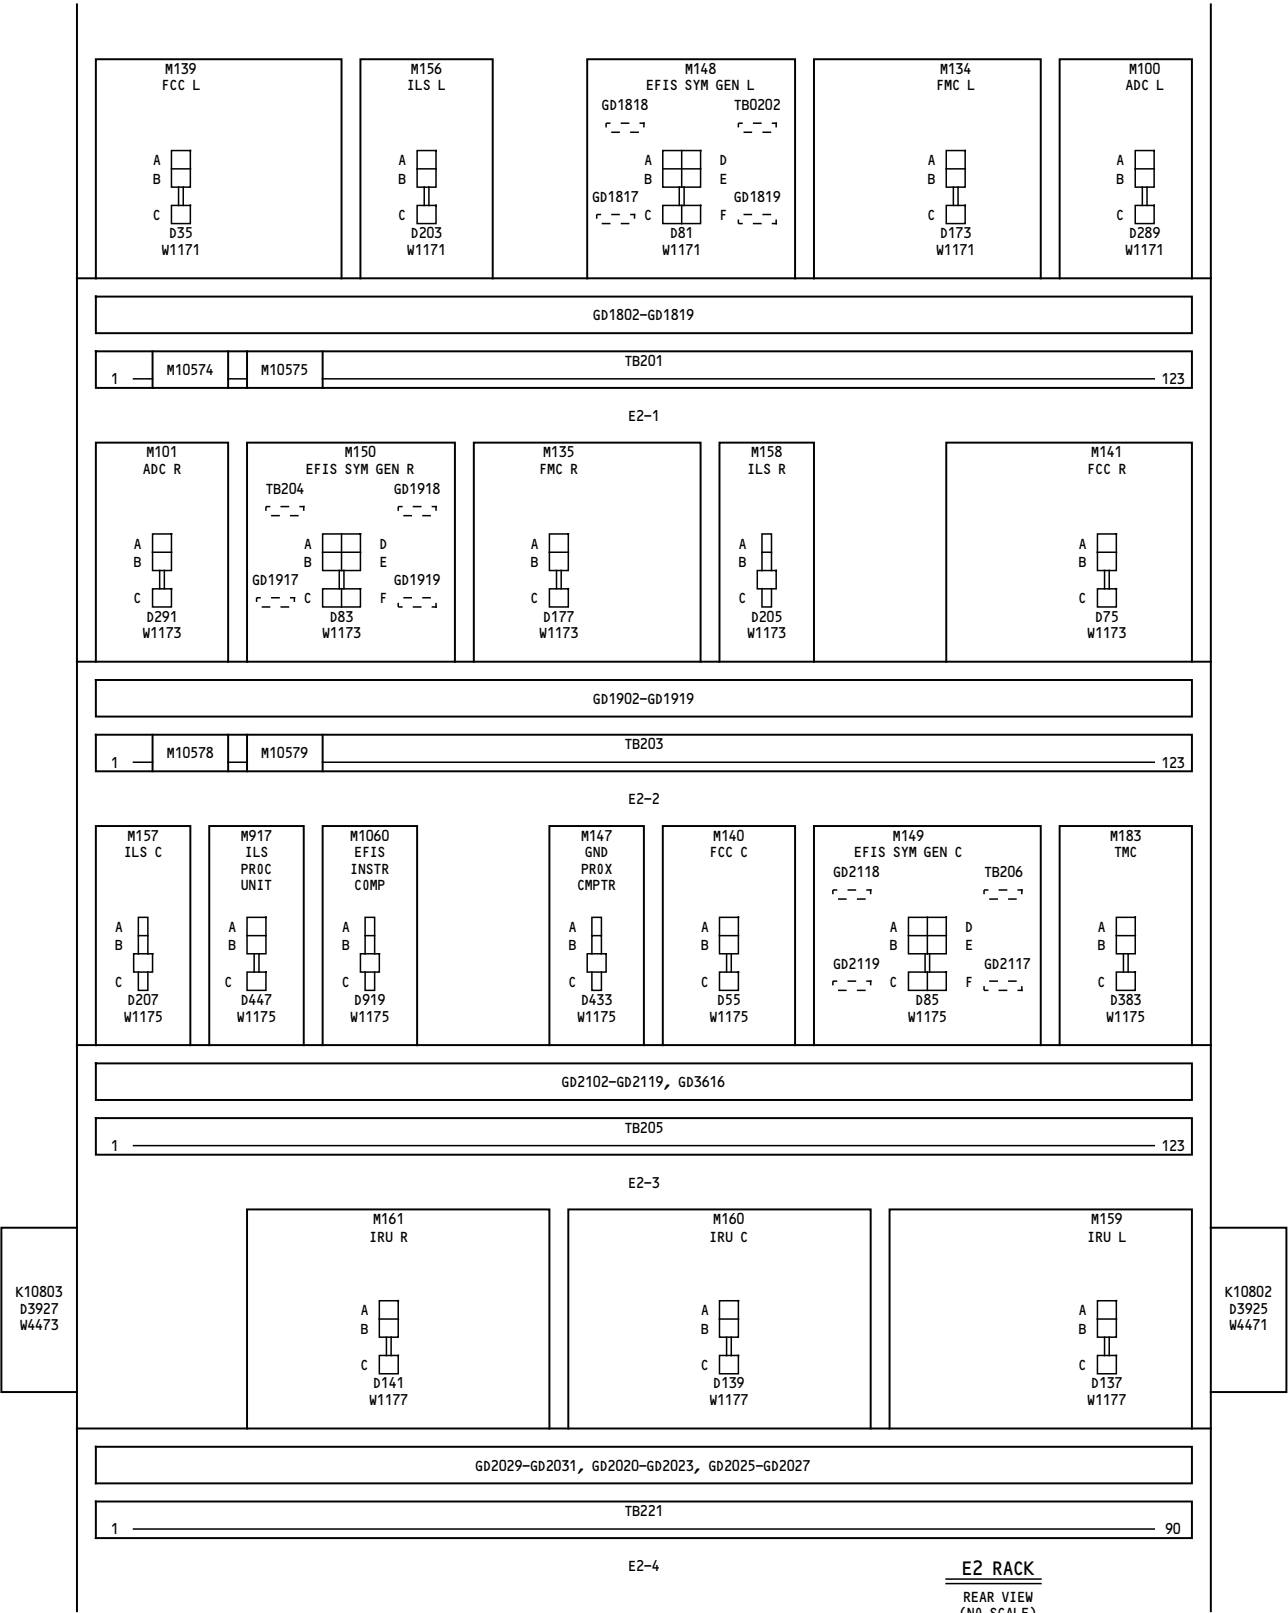 M139
FCC L
A
B
C
D35
W1171
M156
ILS L
A
B
C
D203
W1171
M148
EFIS SYM GEN L
GD1818 TB0202
A D
B E
GD1817 GD1819
C F
D81
W1171
M134
FMC L
A
B
C
D173
W1171
M100
ADC L
A
B
C
D289
W1171
GD1802-GD1819
TB201
1 M10574 M10575 123
E2-1
M101
ADC R
A
B
C
D291
W1173
M150
EFIS SYM GEN R
TB204 GD1918
A D
B E
GD1917 GD1919
C F
D83
W1173
M135
FMC R
A
B
C
D177
W1173
M158
ILS R
A
B
C
D205
W1173
M141
FCC R
A
B
C
D75
W1173
GD1902-GD1919
TB203
1 M10578 M10579 123
E2-2
M157
ILS C
A
B
C
D207
W1175
M917
ILS
PROC
UNIT
A
B
C
D447
W1175
M1060
EFIS
INSTR
COMP
A
B
C
D919
W1175
M147
GND
PROX
CMPTR
A
B
C
D433
W1175
M140
FCC C
A
B
C
D55
W1175
M149
EFIS SYM GEN C
GD2118 TB206
A D
B E
GD2119 GD2117
C F
D85
W1175
M183
TMC
A
B
C
D383
W1175
GD2102-GD2119, GD3616
TB205
1 123
E2-3
K10803
D3927
W4473
M161
IRU R
A
B
C
D141
W1177
M160
IRU C
A
B
C
D139
W1177
M159
IRU L
A
B
C
D137
W1177
K10802
D3925
W4471
GD2029-GD2031, GD2020-GD2023, GD2025-GD2027
TB221
1 90
E2-4
E2 RACK
REAR VIEW
(NO SCALE)